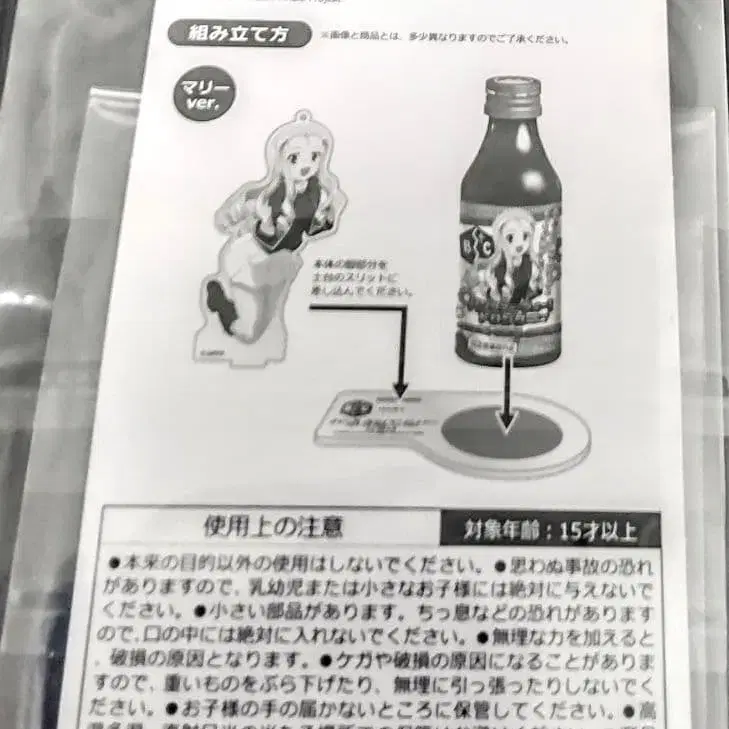 組み立て方
※画像と商品とは、多少異なりますのでご了承ください。
マリー
ver.
本体の脚部分を
土台のスリットに
差し込んでください。
B C
使用上の注意
対象年齢：15才以上
●本来の目的以外の使用はしないでください。●思わぬ事故の恐れ
がありますので、乳幼児または小さなお子様には絶対に与えないで
ください。●小さい部品があります。ちっ息などの恐れがあります
ので、口の中には絶対に入れないでください。●無理な力を加えると
、破損の原因となります。●ケガや破損の原因になることがありま
すので、重いものをぶら下げたり、無理に引っ張ったりしないでく
ださい。●お子様の手の届かないところに保管してください。●高